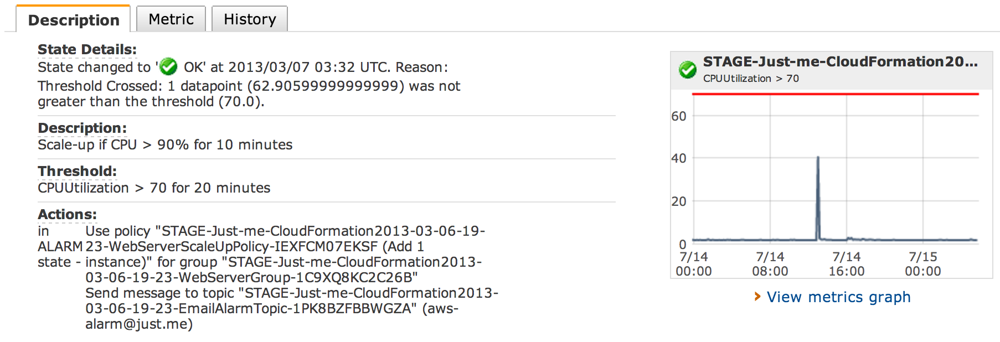 Description Metric History
State Details:
State changed to ' OK' at 2013/03/07 03:32 UTC. Reason:
Threshold Crossed: 1 datapoint (62.90599999999999) was not
greater than the threshold (70.0).
Description:
Scale-up if CPU > 90% for 10 minutes
Threshold:
CPUUtilization > 70 for 20 minutes
Actions:
in Use policy "STAGE-Just-me-CloudFormation2013-03-06-19-
ALARM 23-WebServerScaleUpPolicy-IEXFCM07EKSF (Add 1
state - instance)" for group "STAGE-Just-me-CloudFormation2013-
03-06-19-23-WebServerGroup-1C9XQ8KC2C26B"
Send message to topic "STAGE-Just-me-CloudFormation2013-
03-06-19-23-EmailAlarmTopic-1PK8BZFBBWGZA" (aws-
alarm@just.me)
STAGE-Just-me-CloudFormation20...
CPUUtilization > 70
60
40
20
0
7/14 7/14 7/14 7/15
00:00 08:00 16:00 00:00
View metrics graph